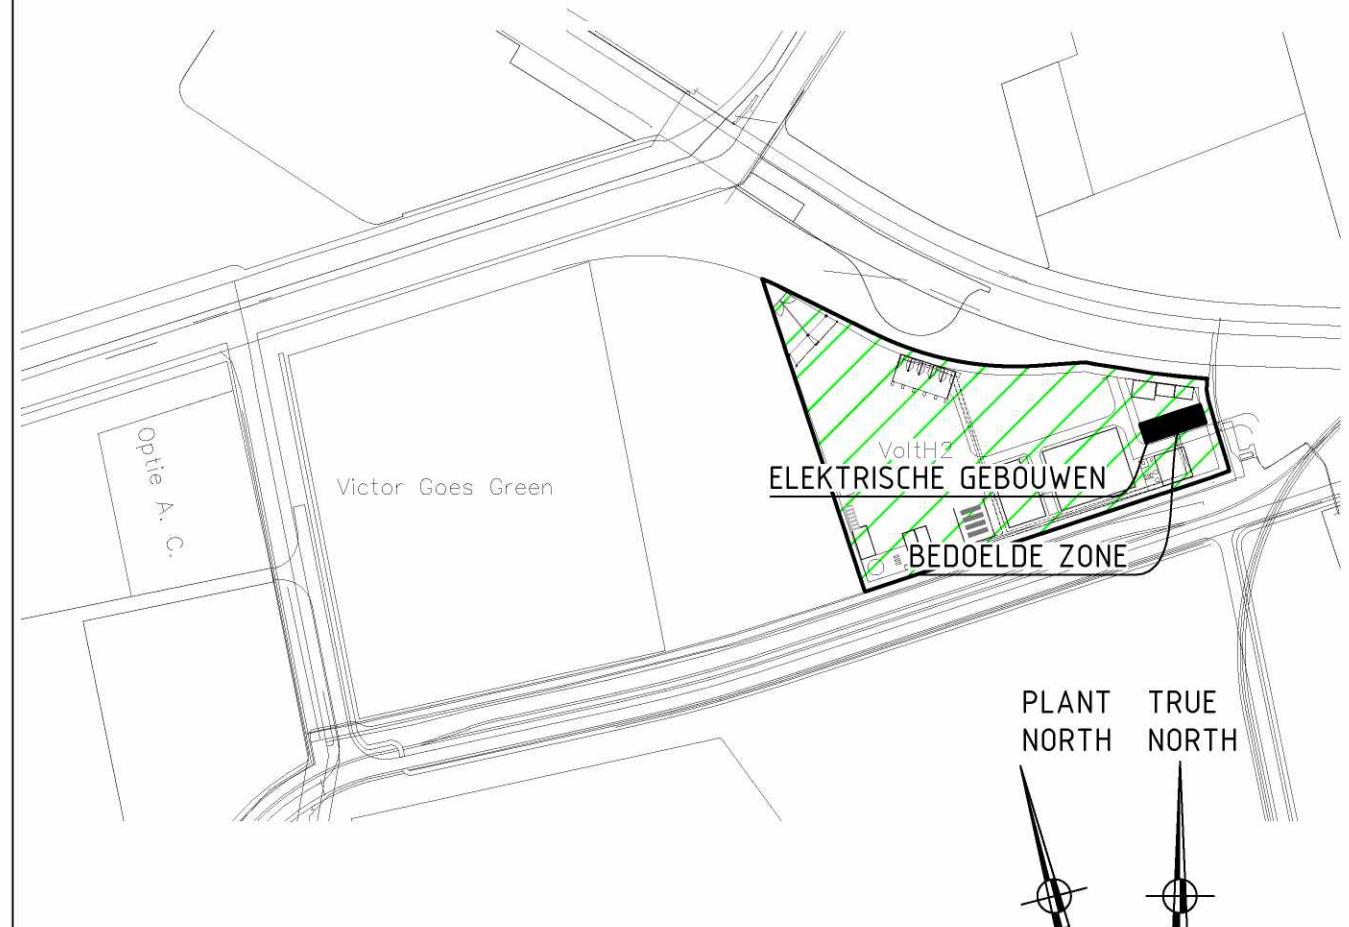 Optie A. C.
Victor Goes Green
VoltH2
ELEKTRISCHE GEBOUWEN
BEDOELDE ZONE
PLANT NORTH
TRUE NORTH